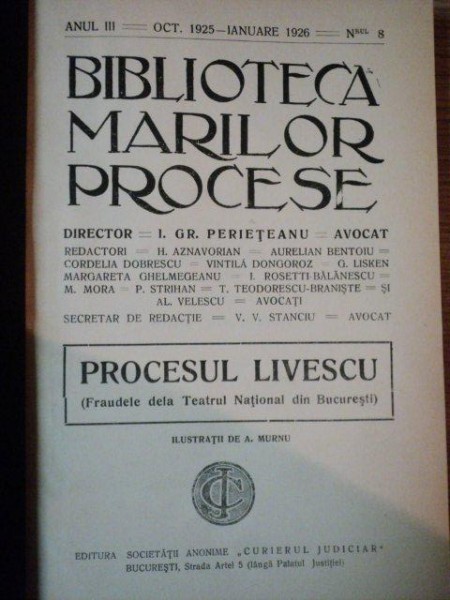 ANUL III = OCT. 1925 — IANUARE 1926 = NSUL 8
BIBLIOTECA
MARILOR
PROCESE
DIRECTOR = I. GR. PERIEȚEANU = AVOCAT
REDACTORI = H. AZNAVORIAN = AURELIAN BENTOIU =
CORDELIA DOBRESCU = VINTILĂ DONGOROZ = G. LISKEN
MARGARETA GHELMEGEANU = I. ROSETTI-BĂLĂNESCU =
M. MORA = P. STRIHAN = T. TEODORESCU-BRANIȘTE = ȘI
AL. VELESCU = AVOCAȚI
SECRETAR DE REDACȚIE = V. V. STANCIU = AVOCAT
PROCESUL LIVESCU
(Fraudele dela Teatrul Național din București)
ILUSTRAȚII DE A. MURNU
CJ
EDITURA SOCIETĂȚII ANONIME „CURIERUL JUDICIAR"
BUCUREȘTI, Strada Artei 5 (lângă Palatul Justiției)